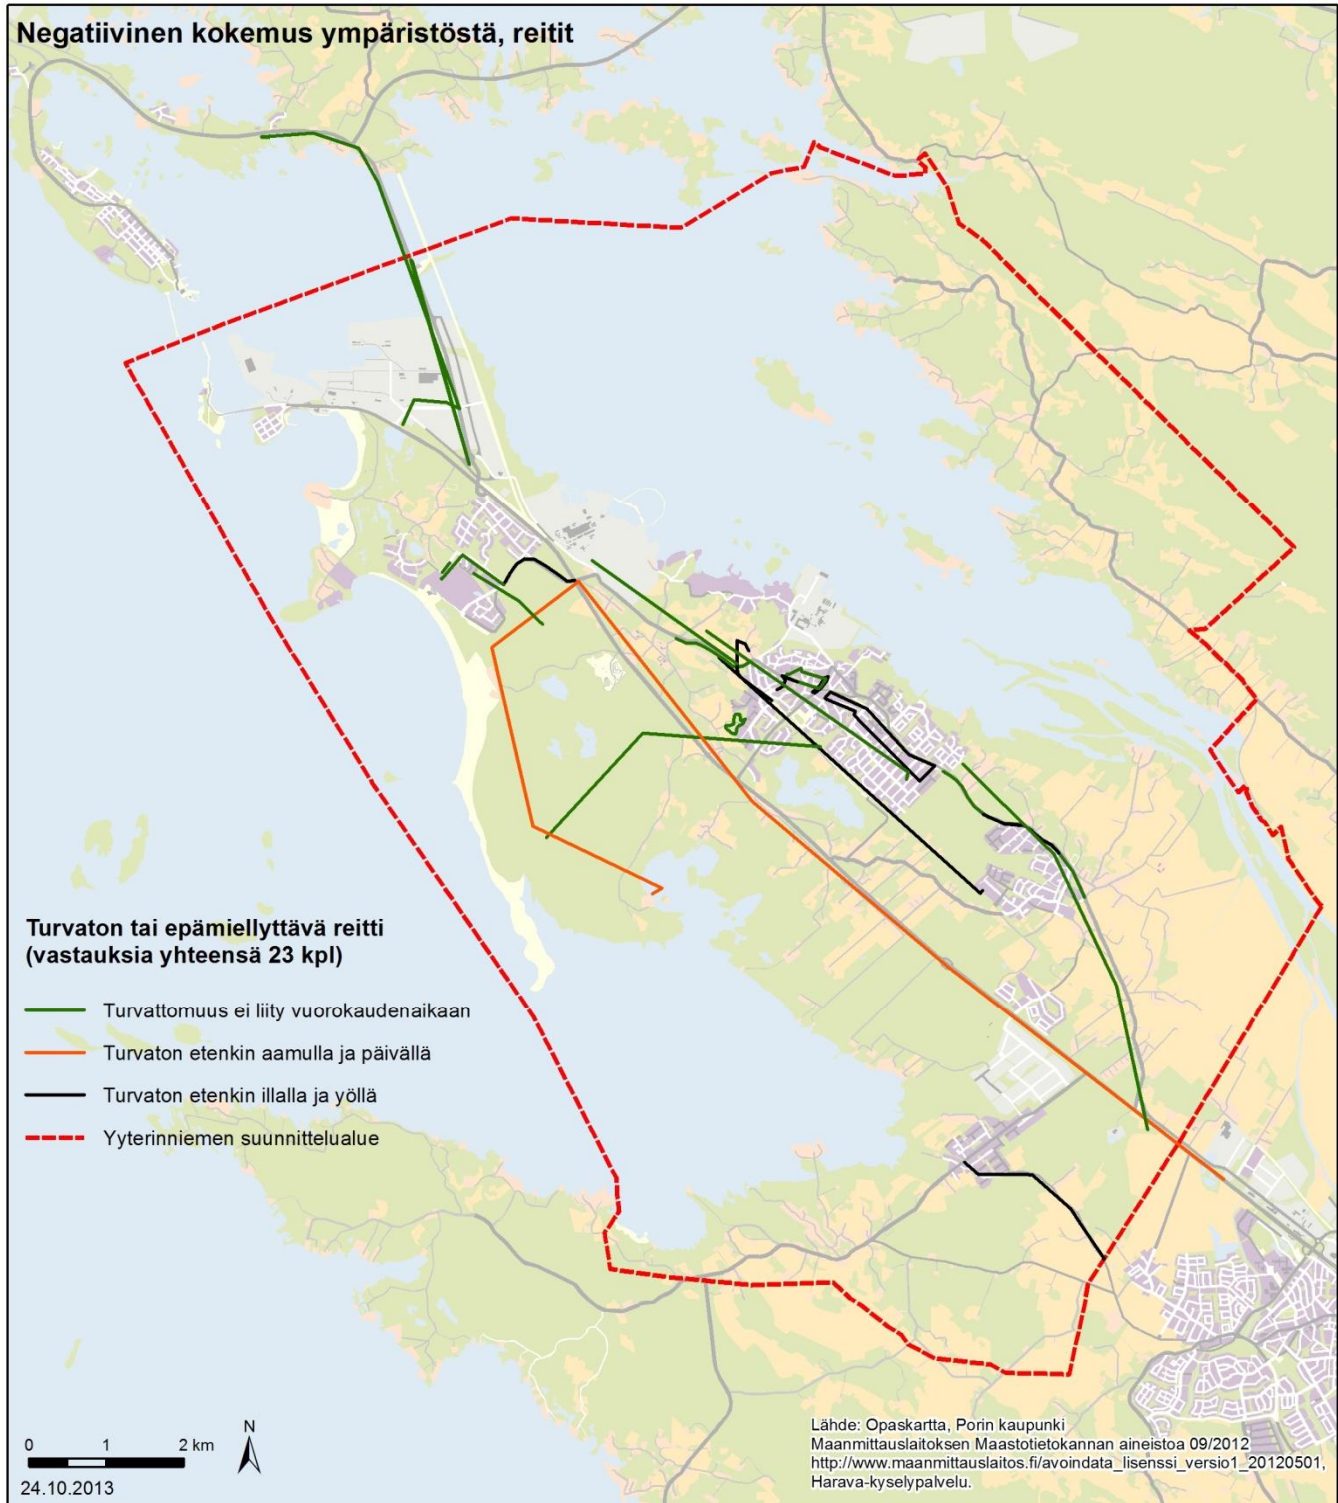 Negatiivinen kokemus ympäristöstä, reitit
Turvaton tai epämiellyttävä reitti
(vastauksia yhteensä 23 kpl)
Turvattomuus ei liity vuorokaudenaikaan
Turvaton etenkin aamulla ja päivällä
Turvaton etenkin illalla ja yöllä
Yyterinniemen suunnittelualue
0 1 2 km
N
24.10.2013
Lähde: Opaskartta, Porin kaupunki
Maanmittauslaitoksen Maastotietokannan aineistoa 09/2012
http://www.maanmittauslaitos.fi/avoindata_lisenssi_versio1_20120501,
Harava-kyselypalvelu.